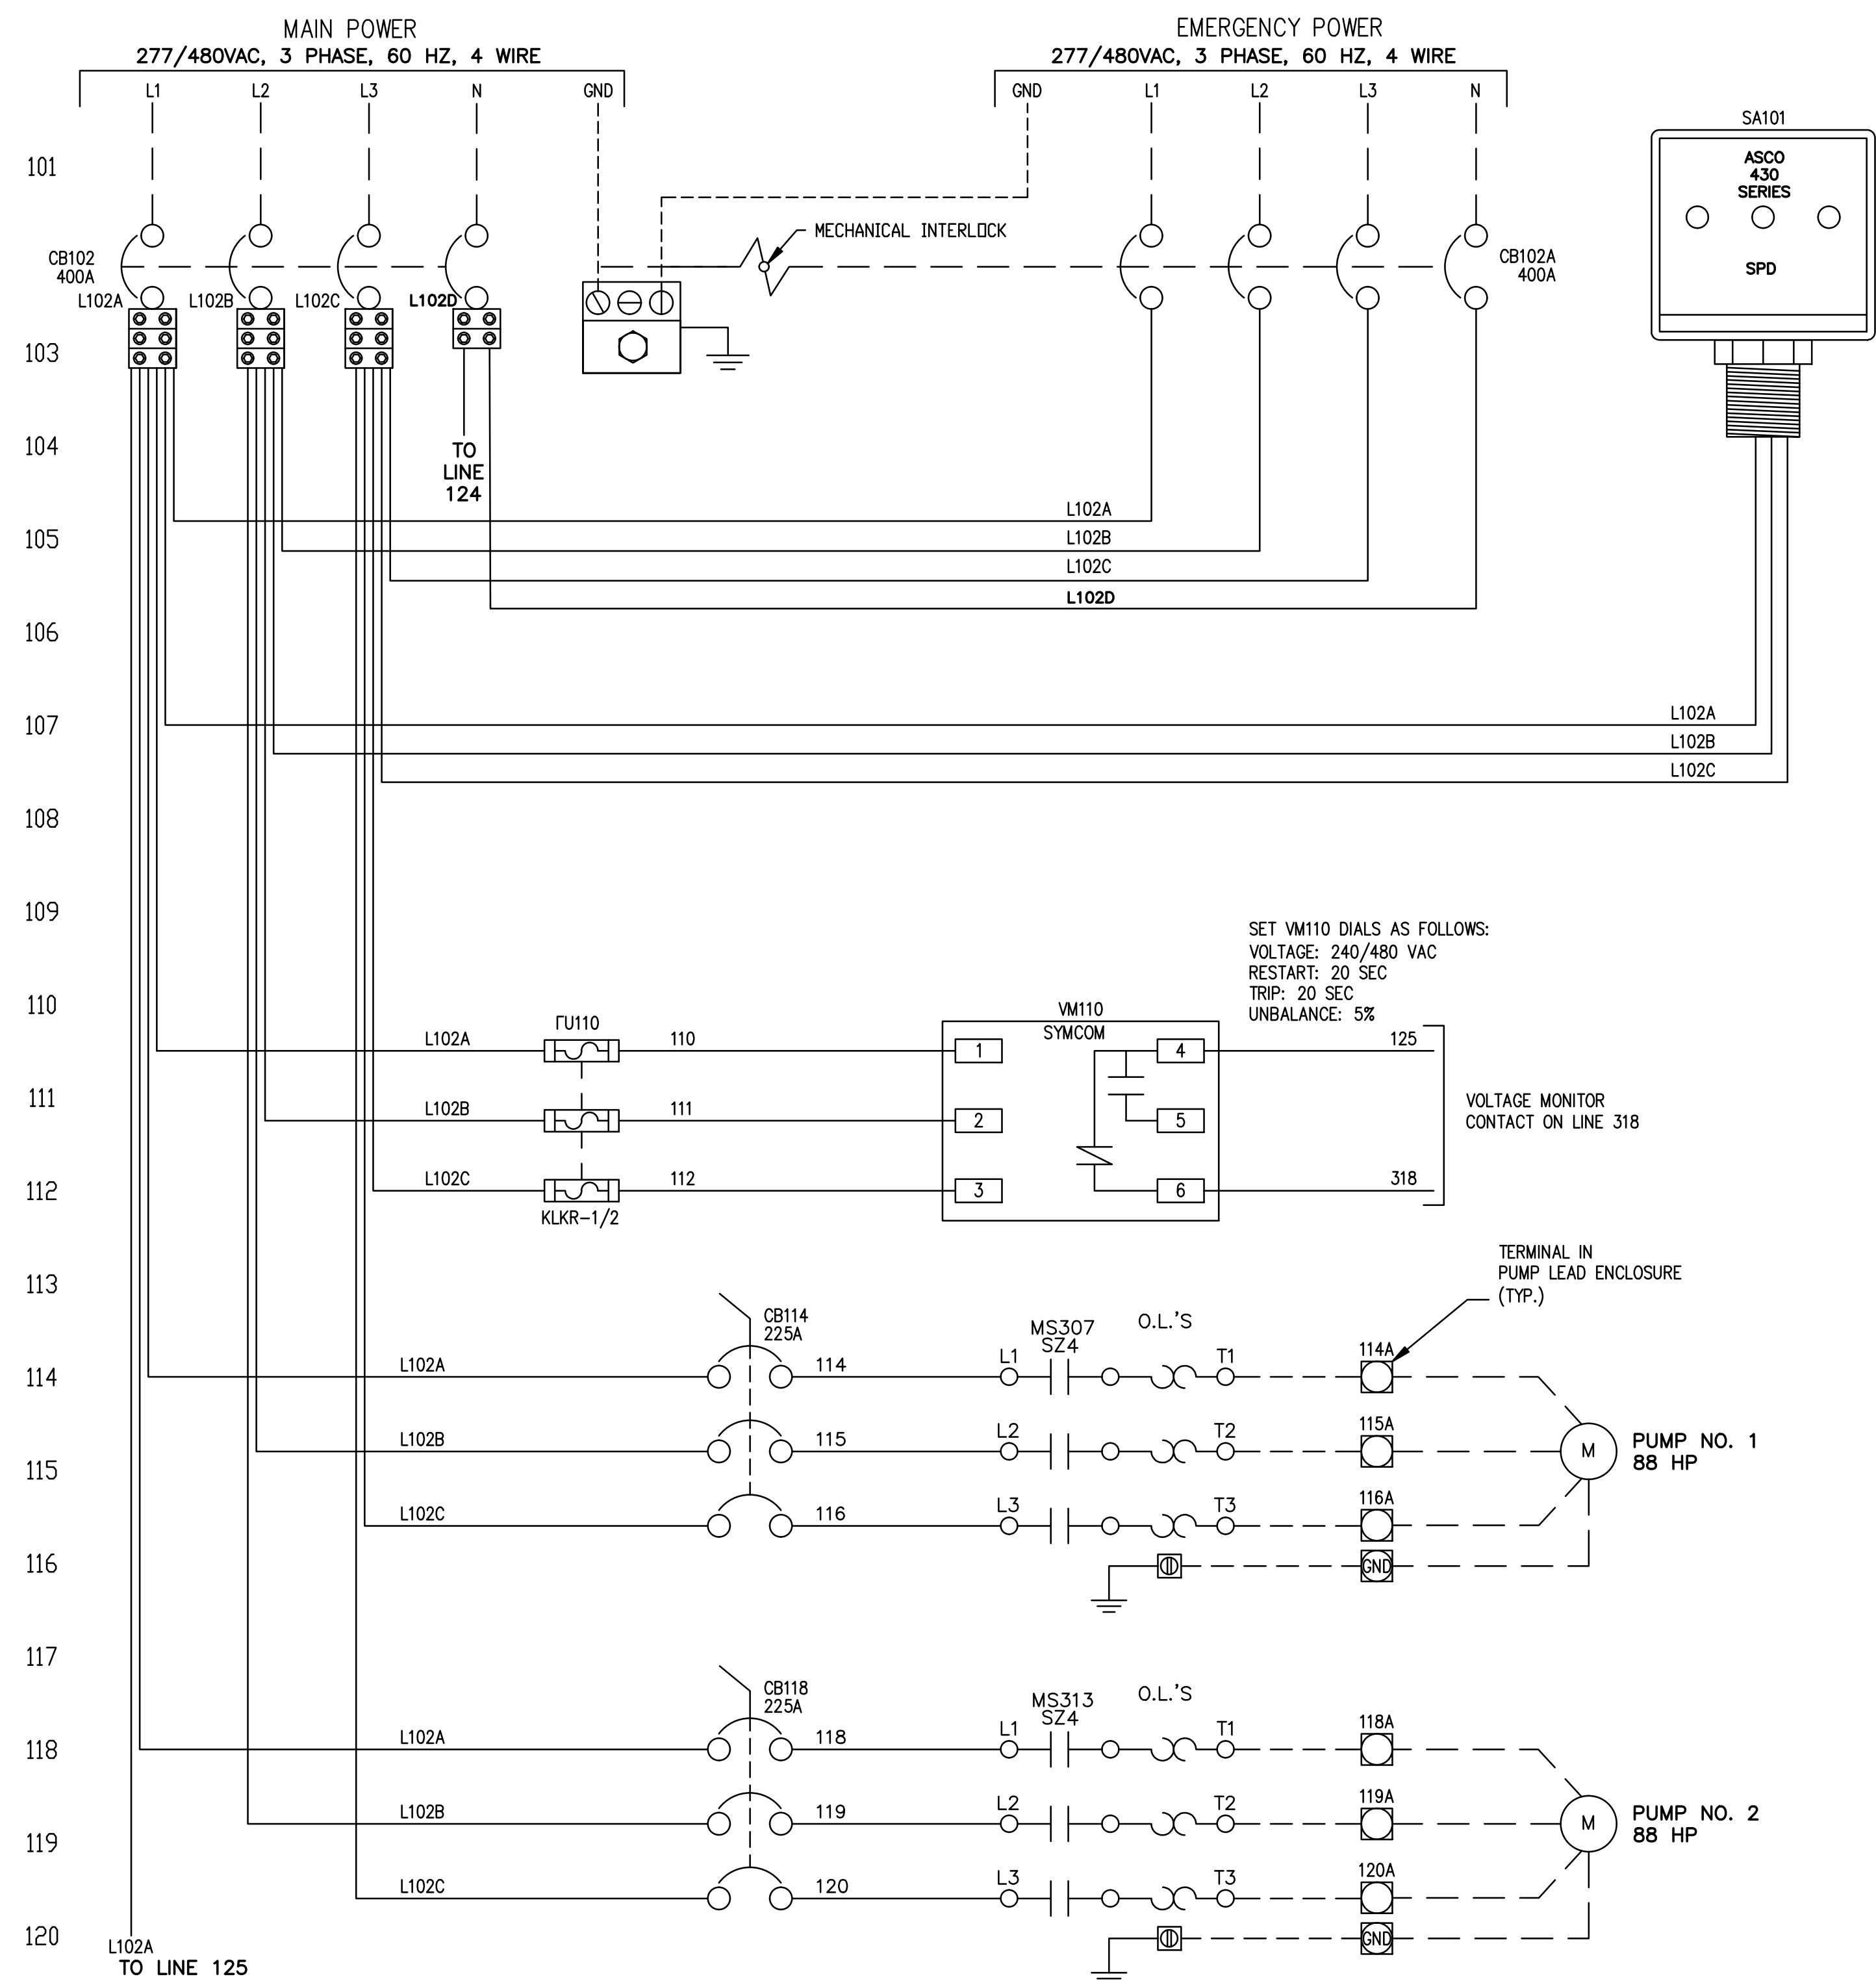 MAIN POWER
277/480VAC, 3 PHASE, 60 HZ, 4 WIRE
L1 L2 L3 N GND
EMERGENCY POWER
277/480VAC, 3 PHASE, 60 HZ, 4 WIRE
GND L1 L2 L3 N
SA101
ASCO
430
SERIES
SPD
101
MECHANICAL INTERLOCK
CB102
400A
CB102A
400A
L102A L102B L102C L102D
103
104
TO
LINE
124
L102A
105
L102B
L102C
L102D
106
107
L102A
L102B
L102C
108
109
SET VM110 DIALS AS FOLLOWS:
VOLTAGE: 240/480 VAC
RESTART: 20 SEC
TRIP: 20 SEC
UNBALANCE: 5%
110
ΓU110
VM110
SYMCOM
L102A 110 1 4 125
111
L102B 111 2 5
VOLTAGE MONITOR
CONTACT ON LINE 318
112
L102C 112 3 6 318
KLKR-1/2
113
TERMINAL IN
PUMP LEAD ENCLOSURE
(TYP.)
CB114
225A
MS307
SZ4
O.L.'S
114
L102A 114 L1 T1 114A
L102B 115 L2 T2 115A
M
PUMP NO. 1
88 HP
115
L102C 116 L3 T3 116A
116
GND
117
CB118
225A
MS313
SZ4
O.L.'S
118
L102A 118 L1 T1 118A
L102B 119 L2 T2 119A
M
PUMP NO. 2
88 HP
119
L102C 120 L3 T3 120A
120
GND
L102A
TO LINE 125